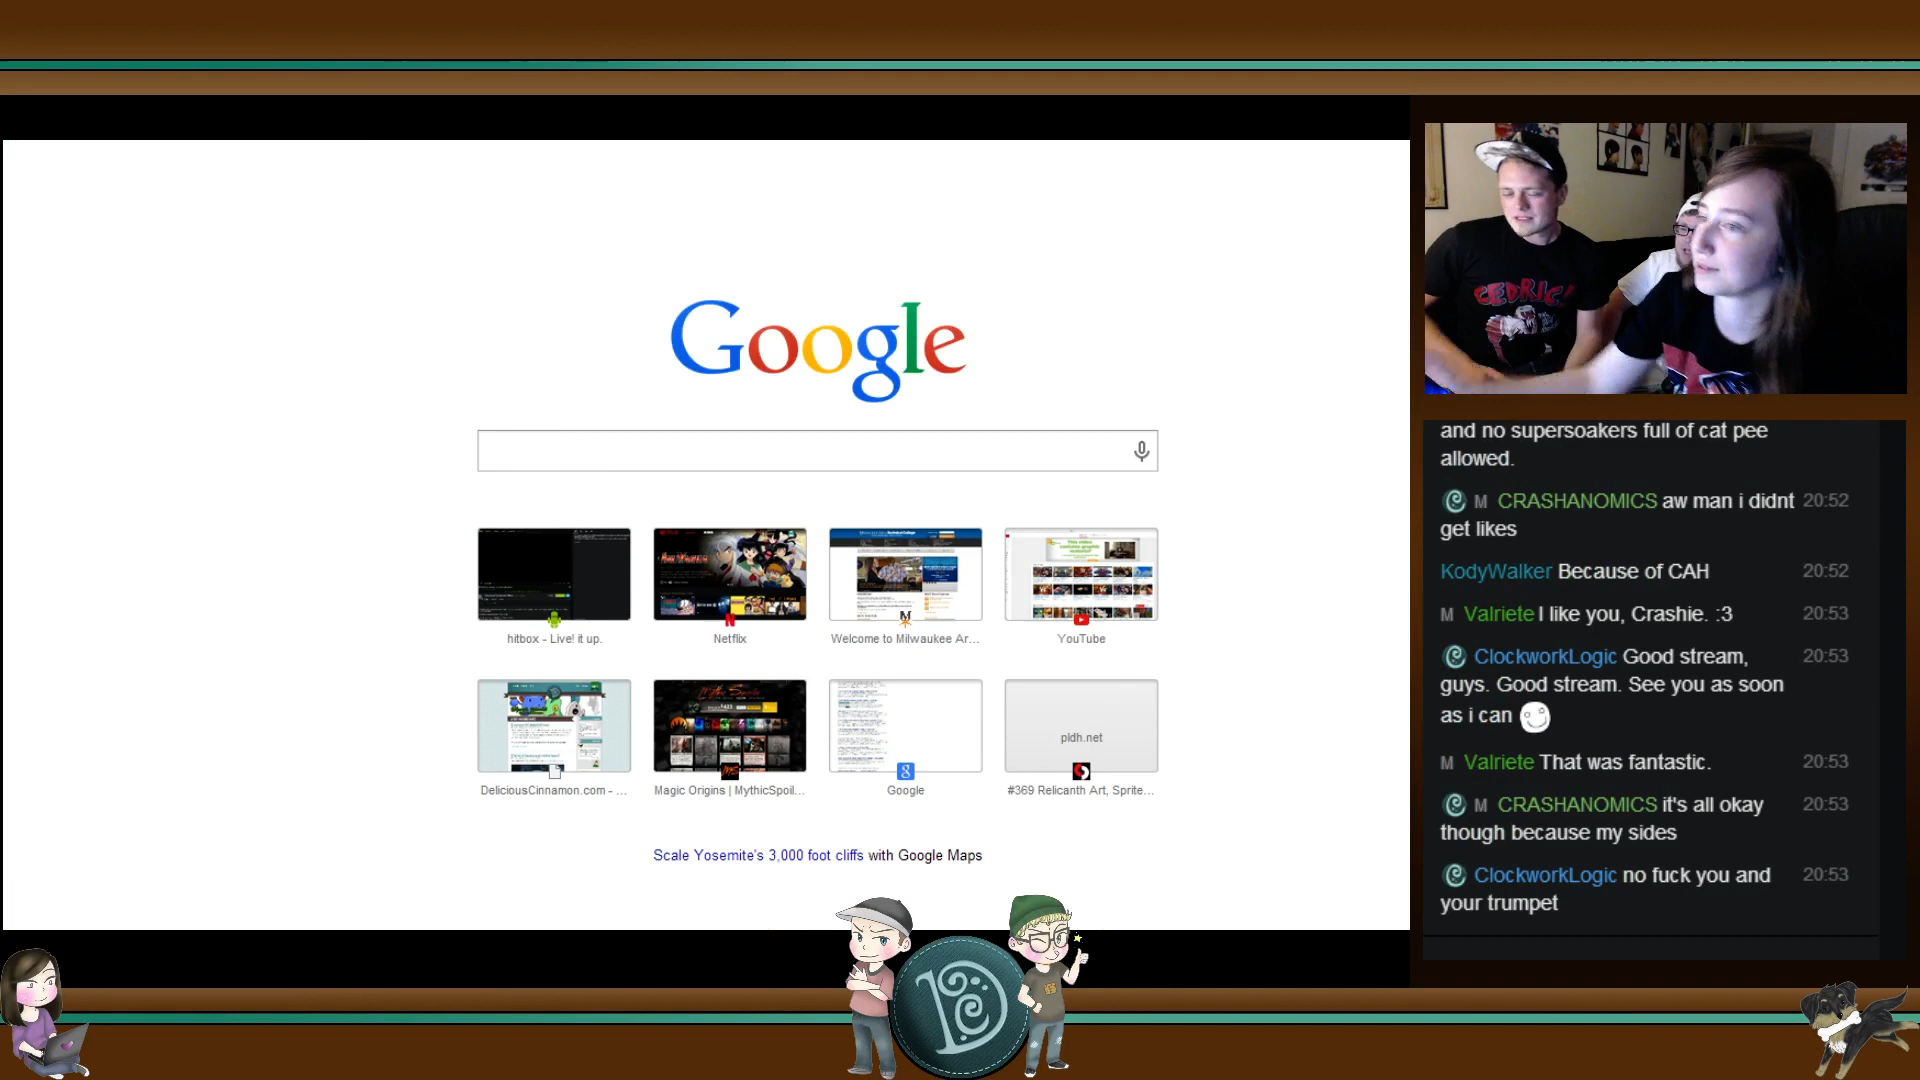 Google
hitbox - Live! it up.
Netflix
Welcome to Milwaukee Ar...
YouTube
pldh.net
DeliciousCinnamon.com - ...
Magic Origins | MythicSpoil...
Google
#369 Relicanth Art, Sprite...
Scale Yosemite's 3,000 foot cliffs with Google Maps
CEDRIC!
and no supersoakers full of cat pee
allowed.
M CRASHANOMICS aw man i didnt 20:52
get likes
KodyWalker Because of CAH 20:52
M Valriete I like you, Crashie. :3 20:53
ClockworkLogic Good stream, 20:53
guys. Good stream. See you as soon
as i can
M Valriete That was fantastic. 20:53
M CRASHANOMICS it's all okay 20:53
though because my sides
ClockworkLogic no fuck you and 20:53
your trumpet